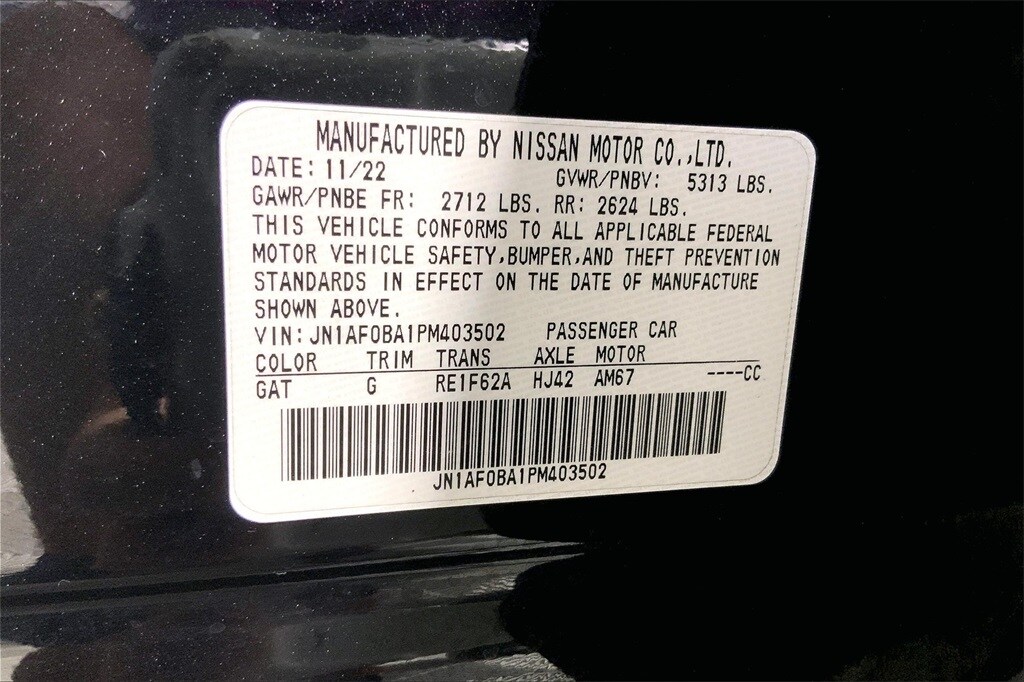 MANUFACTURED BY NISSAN MOTOR CO.,LTD.
DATE: 11/22 GVWR/PNBV: 5313 LBS.
GAWR/PNBE FR: 2712 LBS. RR: 2624 LBS.
THIS VEHICLE CONFORMS TO ALL APPLICABLE FEDERAL
MOTOR VEHICLE SAFETY,BUMPER,AND THEFT PREVENTION
STANDARDS IN EFFECT ON THE DATE OF MANUFACTURE
SHOWN ABOVE.
VIN: JN1AF0BA1PM403502 PASSENGER CAR
COLOR TRIM TRANS AXLE MOTOR
GAT G RE1F62A HJ42 AM67 ----CC
JN1AF0BA1PM403502